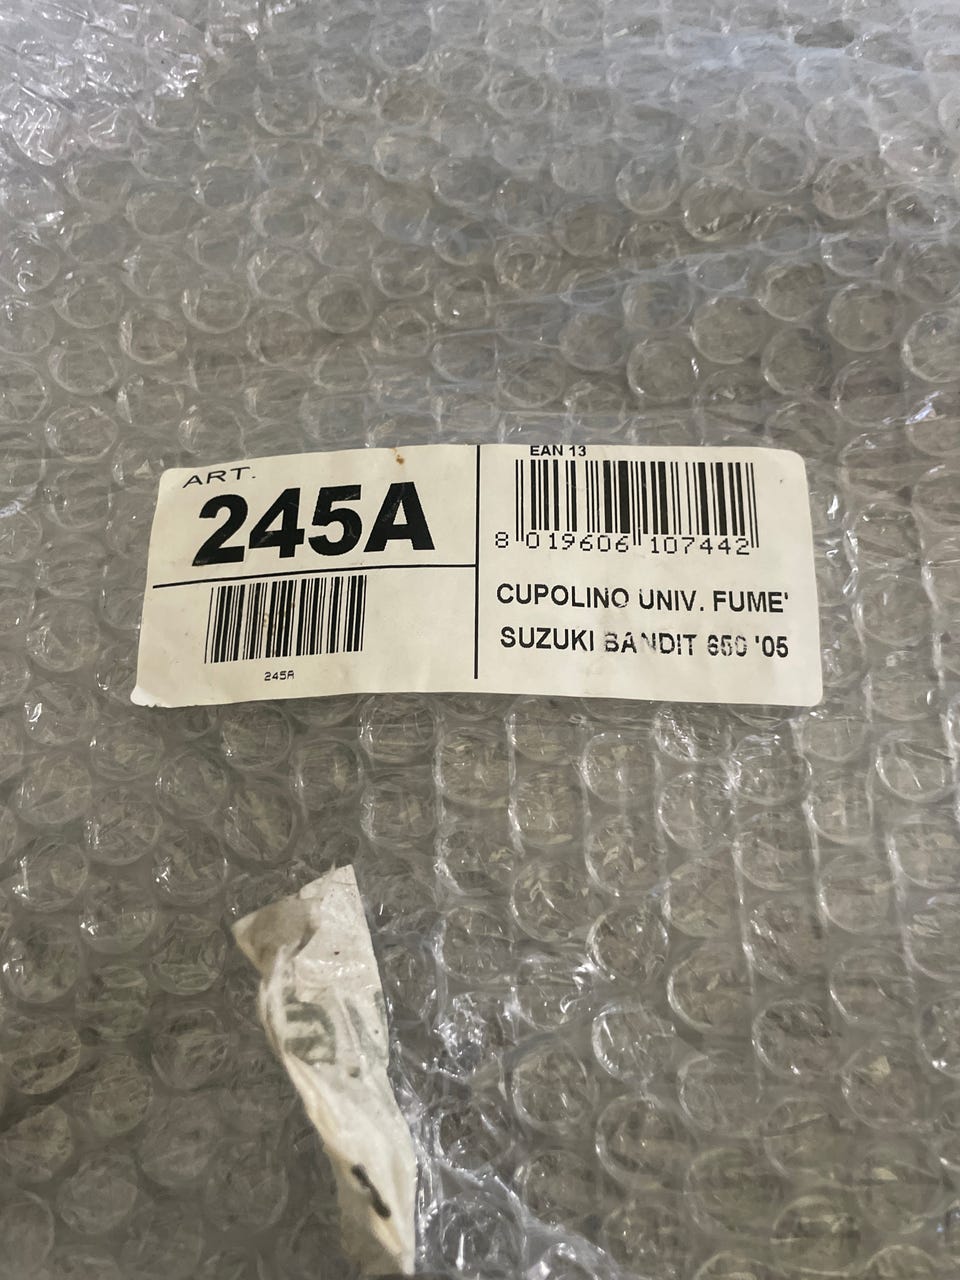 ART.
245A
245A
EAN 13
8 019606 107442
CUPOLINO UNIV. FUME'
SUZUKI BANDIT 650 '05